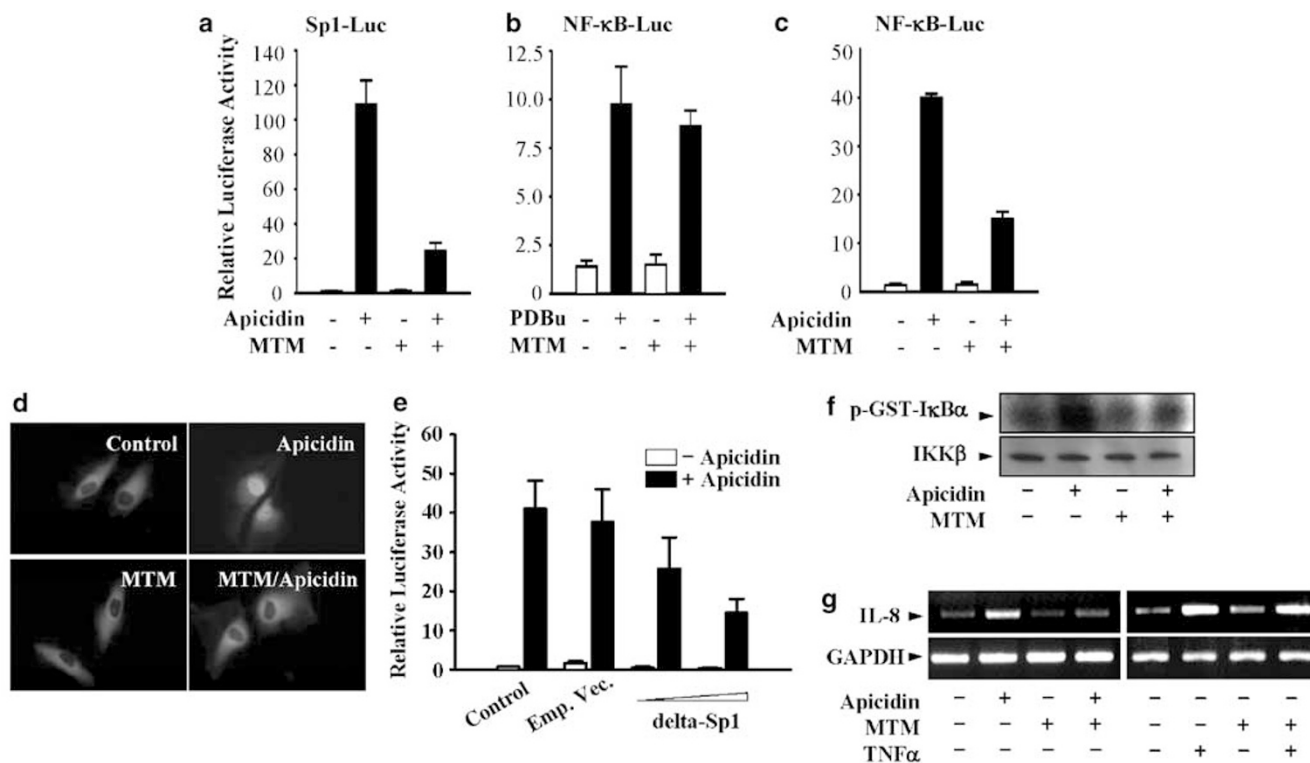 a Sp1-Luc
Relative Luciferase Activity
140
120
100
80
60
40
20
0
Apicidin - + - +
MTM - - + +
b NF-κB-Luc
12.5
10.0
7.5
5.0
2.5
0
PDBu - + - +
MTM - - + +
c NF-κB-Luc
50
40
30
20
10
0
Apicidin - + - +
MTM - - + +
d
Control
Apicidin
MTM
MTM/Apicidin
e
Relative Luciferase Activity
60
50
40
30
20
10
0
− Apicidin
+ Apicidin
Control
Emp. Vec.
delta-Sp1
f
p-GST-IκBα
IKKβ
Apicidin − + − +
MTM − − + +
g
IL-8
GAPDH
Apicidin − + − + − − − −
MTM − − + + − − + +
TNFα − − − − − + − +